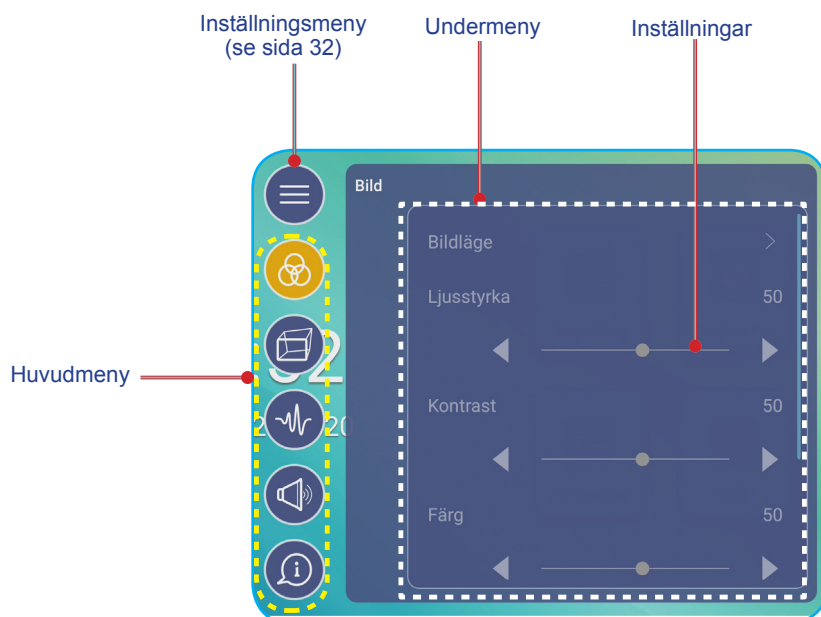 Inställningsmeny
(se sida 32)
Undermeny
Inställningar
Bild
Bildläge
Ljusstyrka 50
Huvudmeny
Kontrast 50
Färg 50